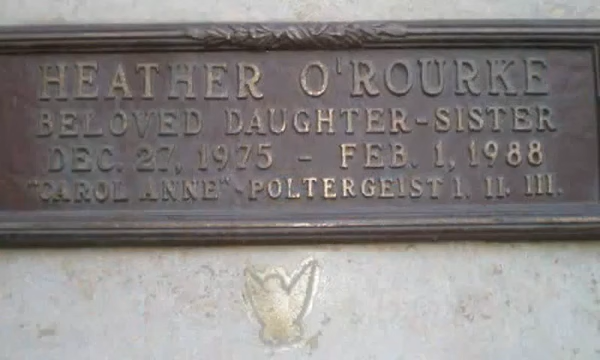 HEATHER O'ROURKE
BELOVED DAUGHTER-SISTER
DEC. 27, 1975 - FEB. 1, 1988
"CAROL ANNE"-POLTERGEIST I. II. III.